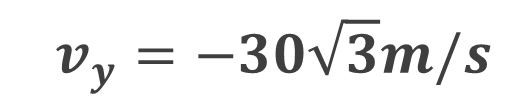 v_y = −30√3m/s